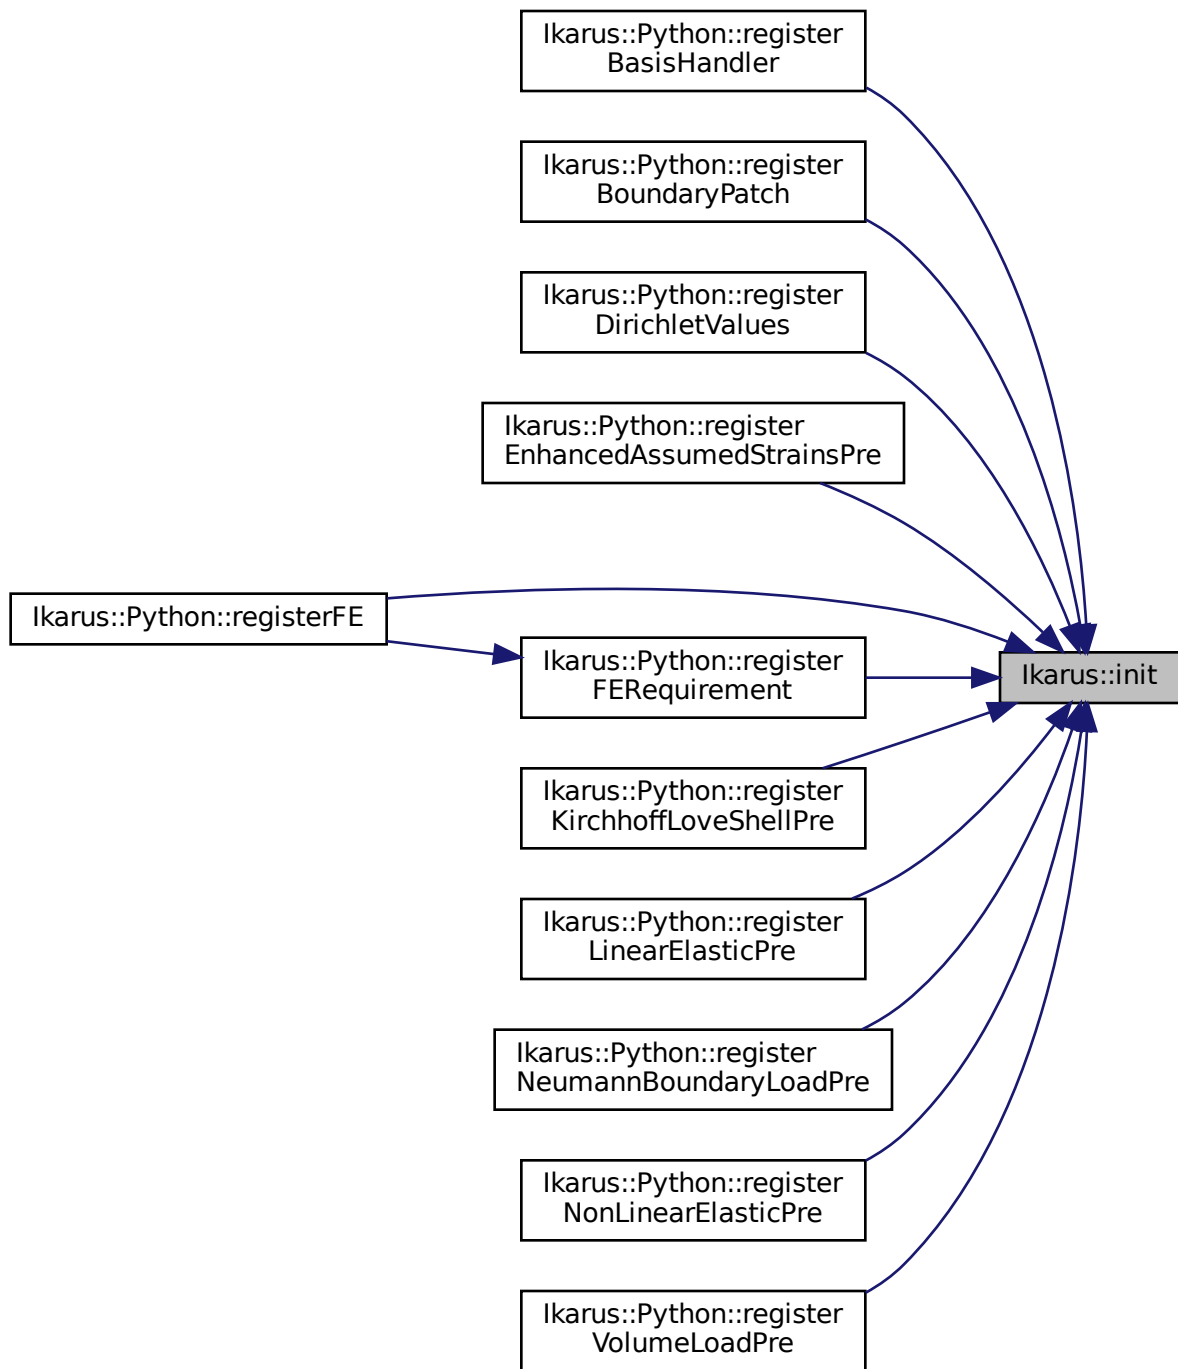 Ikarus::Python::register
BasisHandler
Ikarus::Python::register
BoundaryPatch
Ikarus::Python::register
DirichletValues
Ikarus::Python::register
EnhancedAssumedStrainsPre
Ikarus::Python::registerFE
Ikarus::Python::register
FERequirement
Ikarus::init
Ikarus::Python::register
KirchhoffLoveShellPre
Ikarus::Python::register
LinearElasticPre
Ikarus::Python::register
NeumannBoundaryLoadPre
Ikarus::Python::register
NonLinearElasticPre
Ikarus::Python::register
VolumeLoadPre